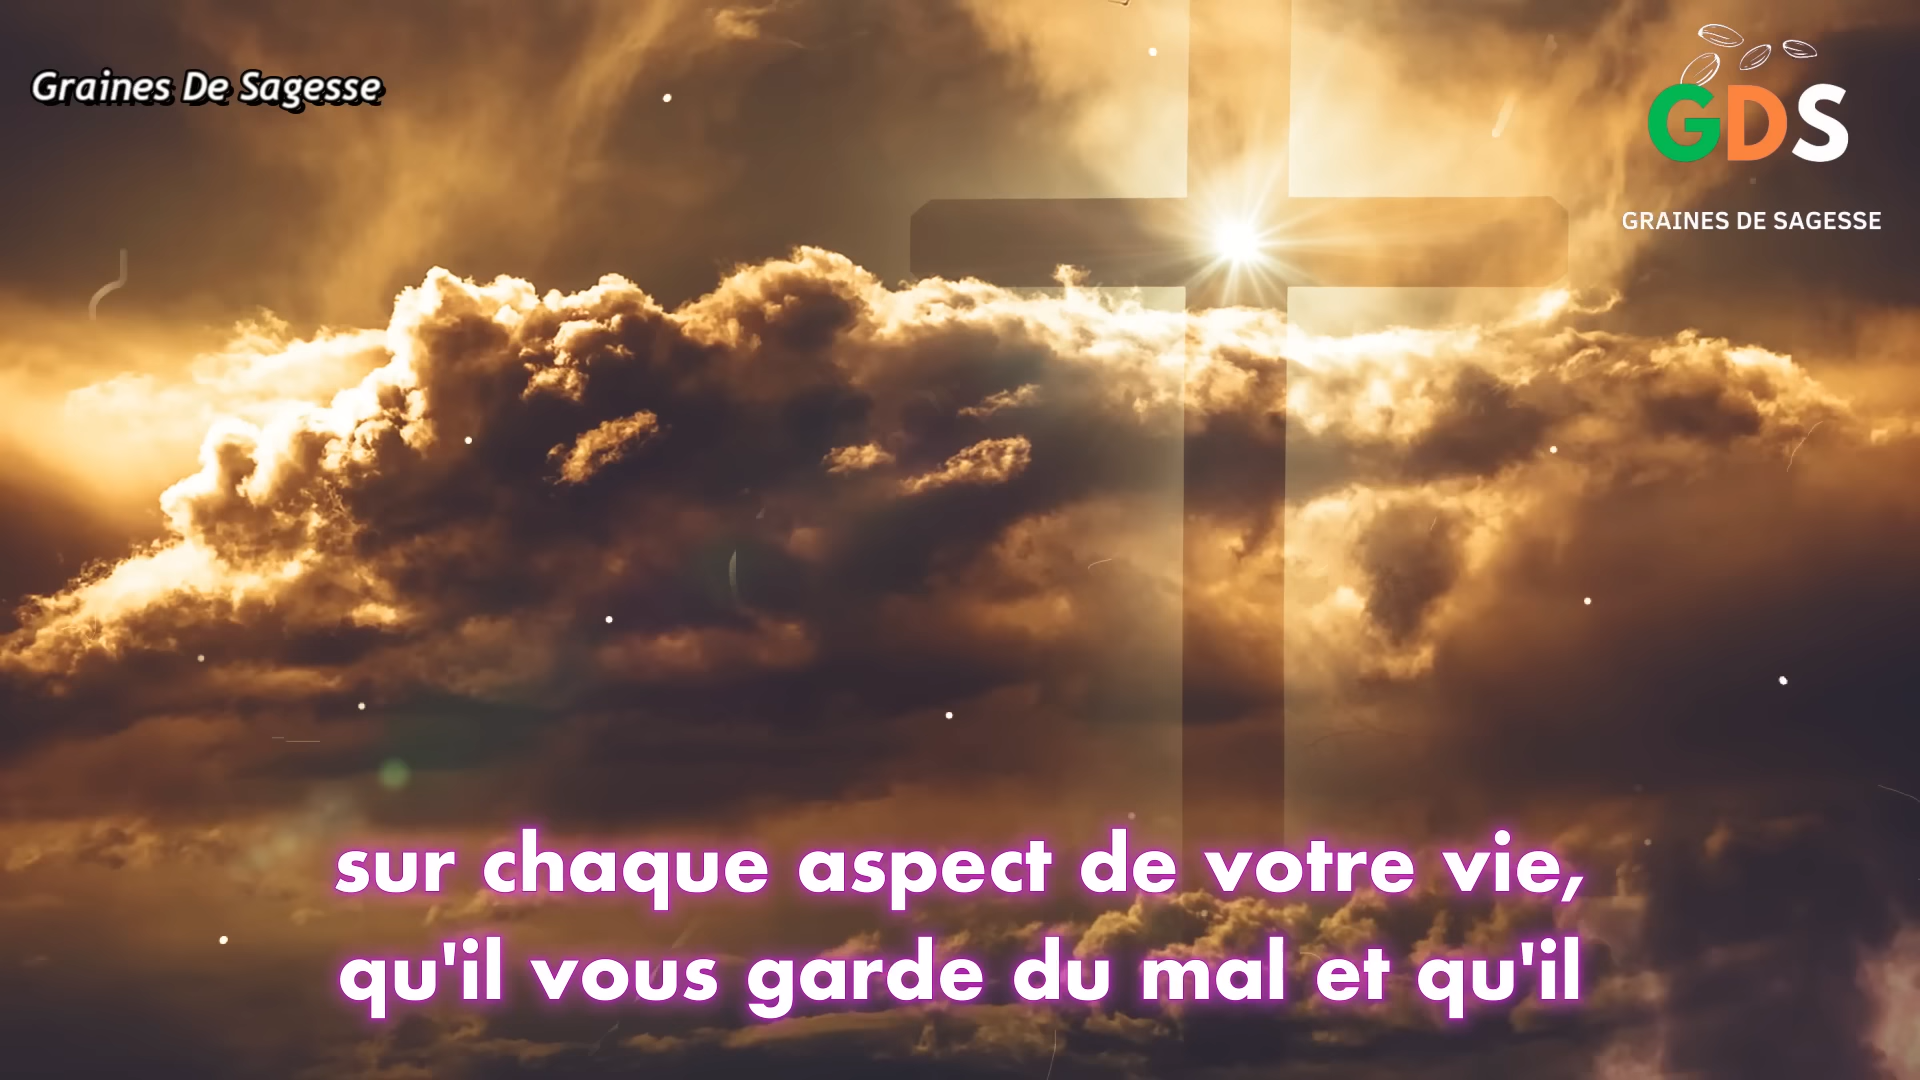 Graines De Sagesse
GDS
GRAINES DE SAGESSE
sur chaque aspect de votre vie,
qu'il vous garde du mal et qu'il